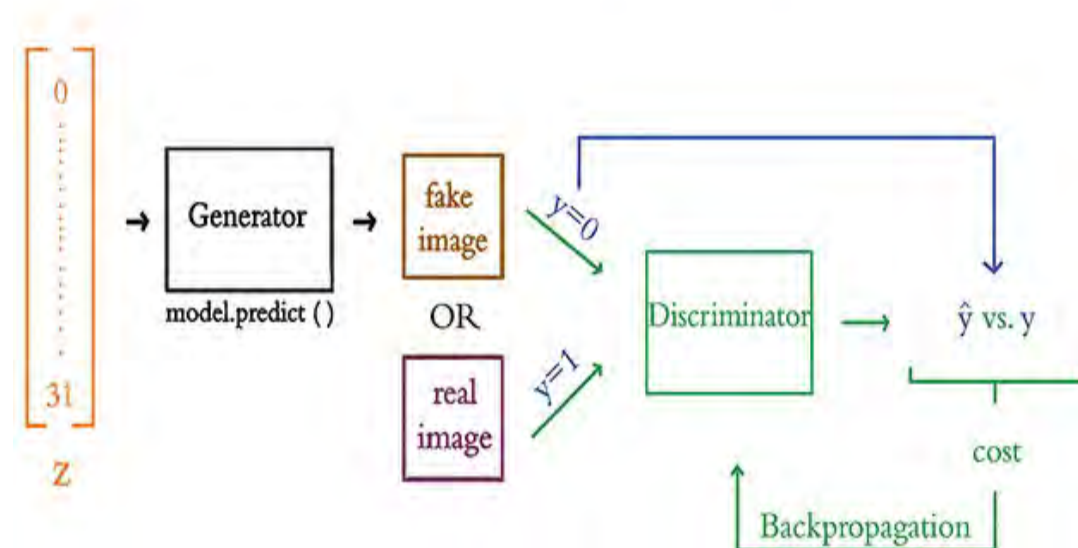 0
31
z
Generator
model.predict ( )
fake
image
OR
real
image
y=0
y=1
Discriminator
ŷ vs. y
cost
Backpropagation